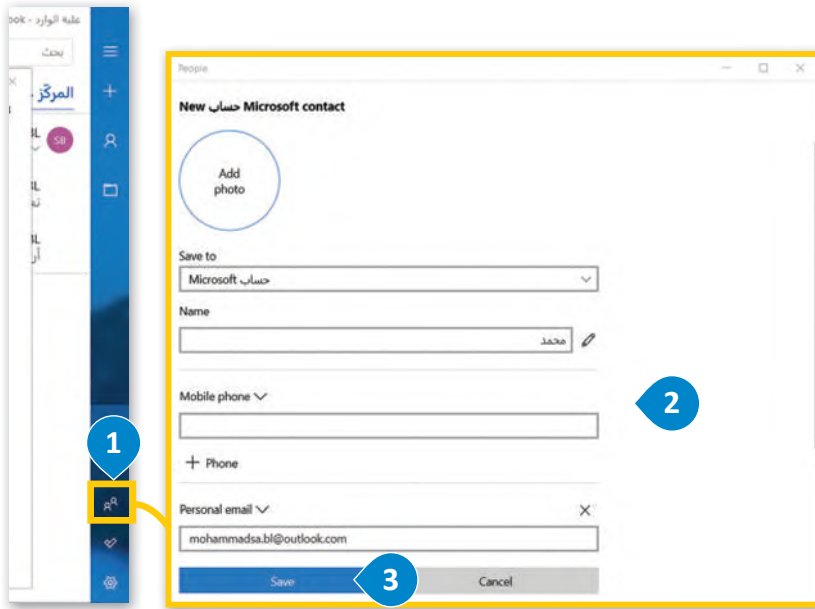 علبة الوارد - ook
بحث
المركّز
SB
People
New حساب Microsoft contact
Add
photo
Save to
حساب Microsoft
Name
محمد
Mobile phone
+ Phone
Personal email
mohammadsa.bl@outlook.com
Save
Cancel
1
2
3